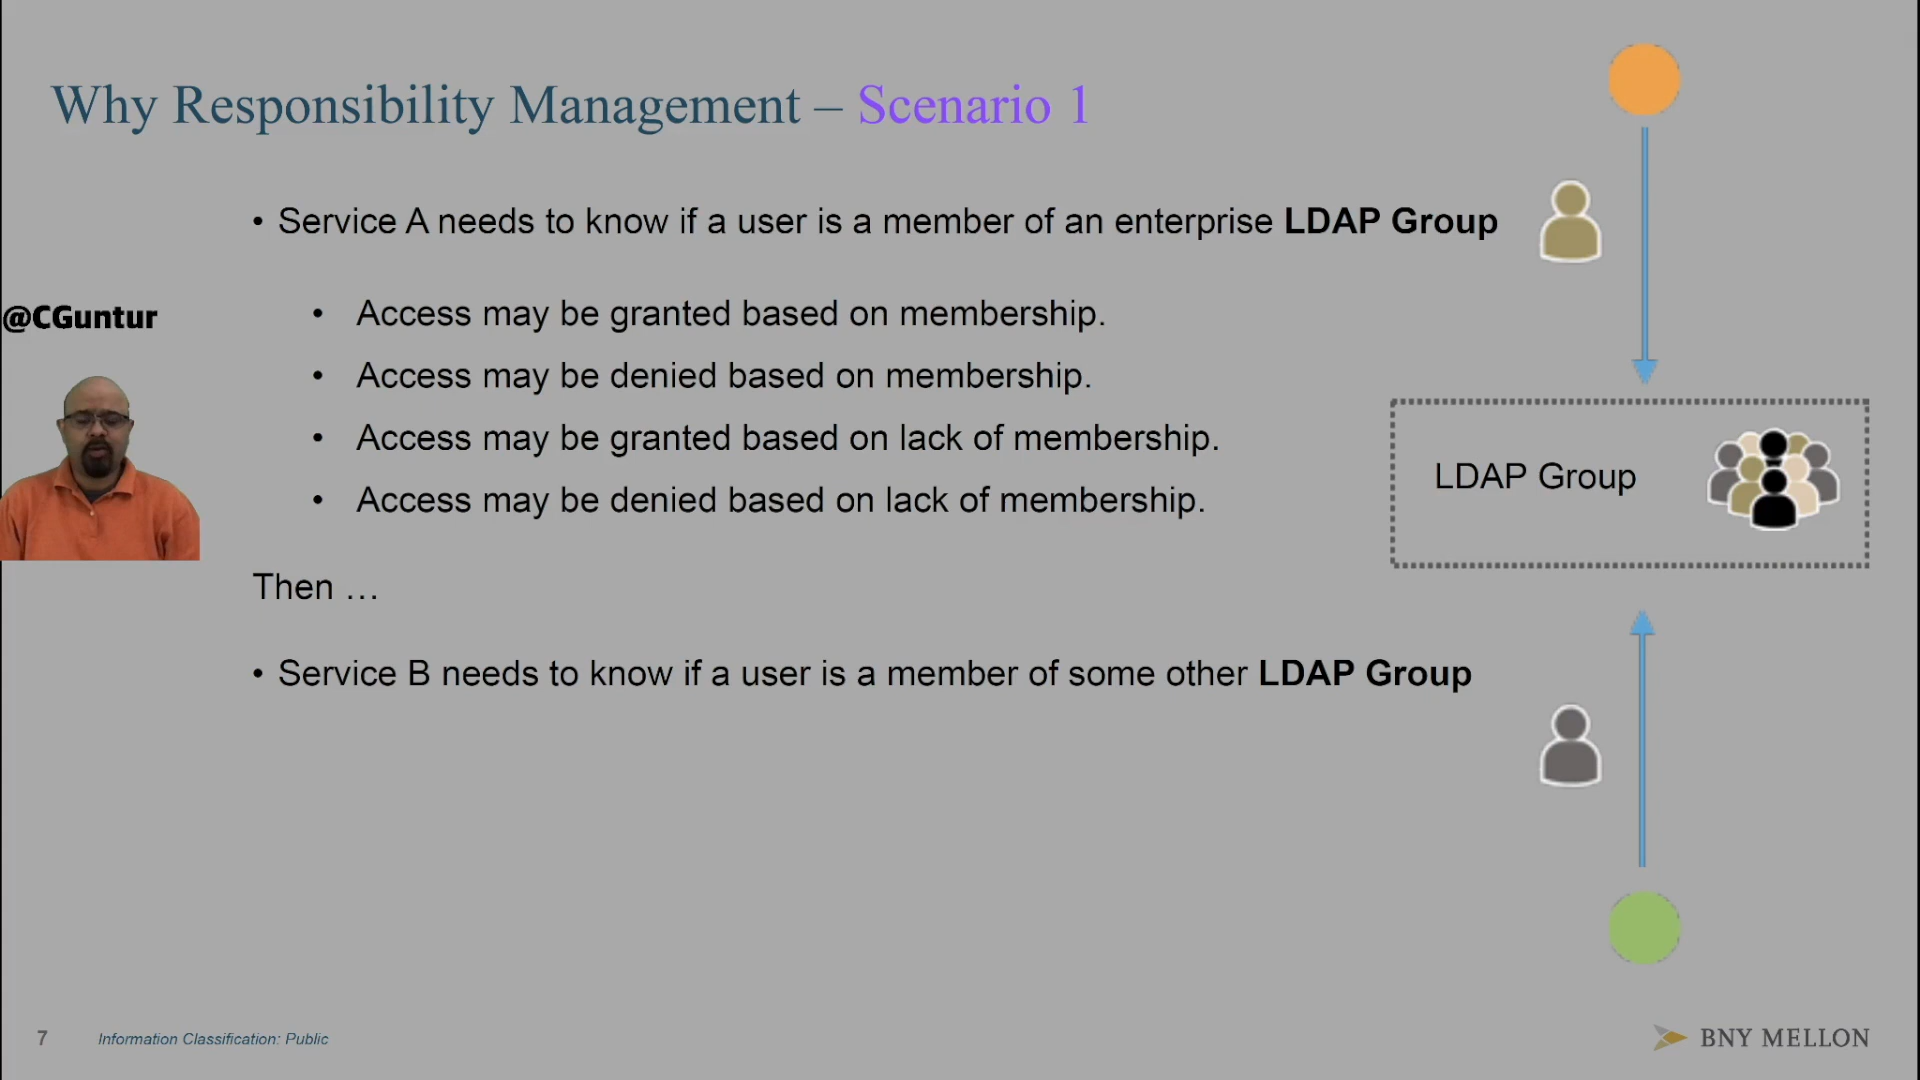 Why Responsibility Management – Scenario 1
• Service A needs to know if a user is a member of an enterprise LDAP Group
@CGuntur
• Access may be granted based on membership.
• Access may be denied based on membership.
• Access may be granted based on lack of membership.
• Access may be denied based on lack of membership.
LDAP Group
Then …
• Service B needs to know if a user is a member of some other LDAP Group
7
Information Classification: Public
BNY MELLON